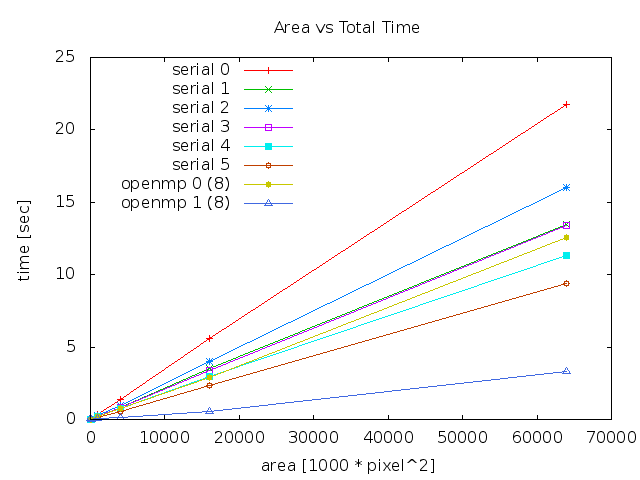 Area vs Total Time
25
20
15
10
5
0
time [sec]
serial 0
serial 1
serial 2
serial 3
serial 4
serial 5
openmp 0 (8)
openmp 1 (8)
0 10000 20000 30000 40000 50000 60000 70000
area [1000 * pixel^2]